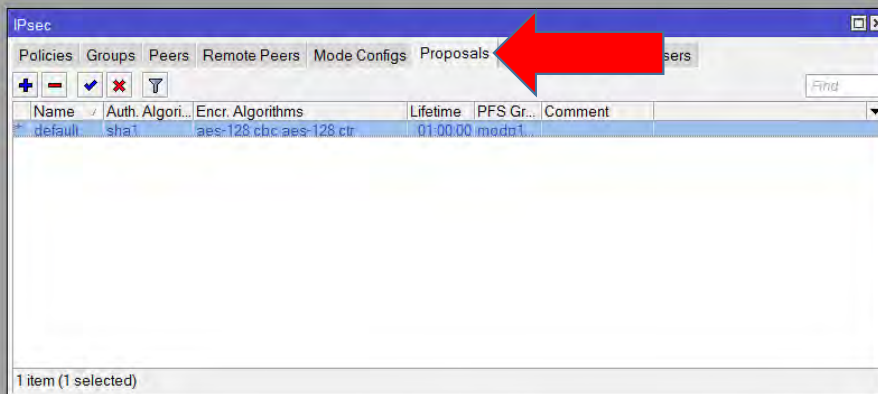 IPsec
Policies Groups Peers Remote Peers Mode Configs Proposals sers
Find
Name Auth. Algori... Encr. Algorithms Lifetime PFS Gr... Comment
* default sha1 aes-128 cbc aes-128 ctr 01:00:00 modp1...
1 item (1 selected)